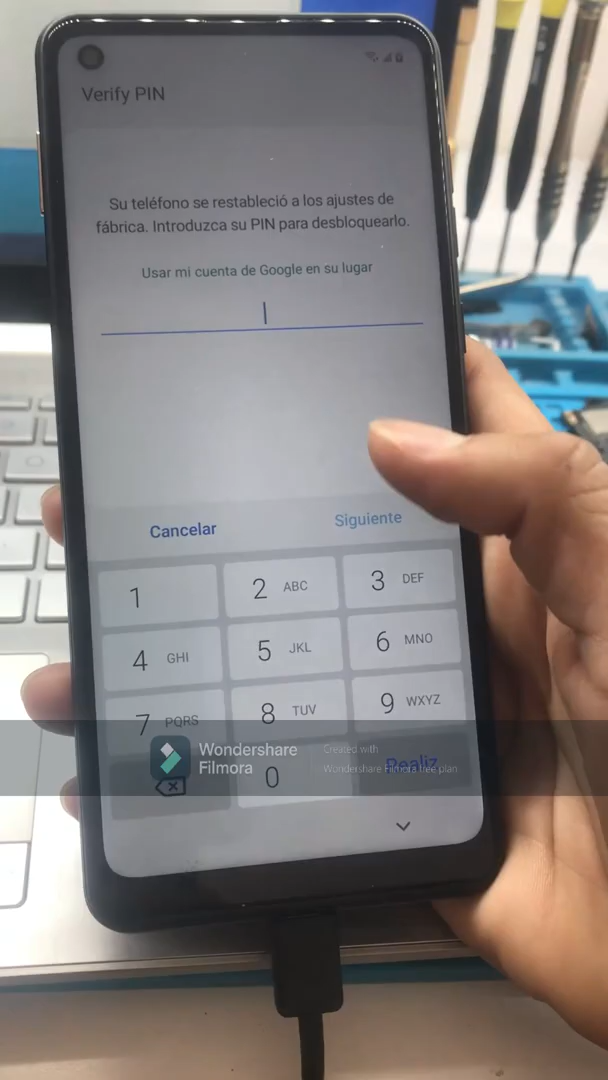 Verify PIN
Su teléfono se restableció a los ajustes de
fábrica. Introduzca su PIN para desbloquearlo.
Usar mi cuenta de Google en su lugar
Cancelar
Siguiente
1
2 ABC
3 DEF
4 GHI
5 JKL
6 MNO
7 PQRS
8 TUV
9 WXYZ
0
Realiz.
Wondershare
Filmora
Created with
Wondershare Filmora free plan